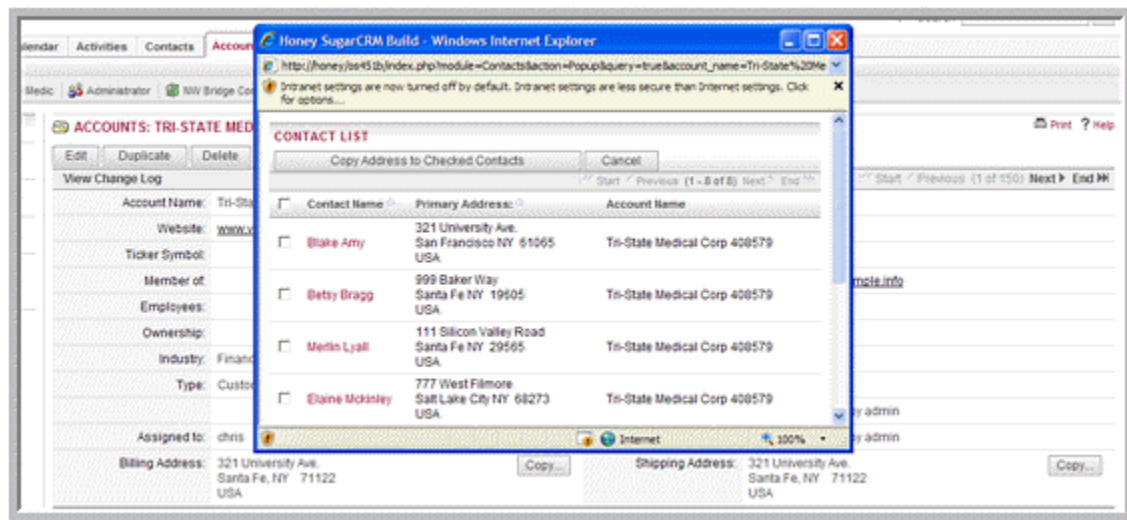 lendar Activities Contacts Accoun
Medic Administrator NW Bridge Co
ACCOUNTS: TRI-STATE MED
Print ? Help
Edit Duplicate Delete
View Change Log
Start Previous (1 of 150) Next End
Account Name: Tri-Sta
Website: www.v
Ticker Symbol:
Member of:
mple.info
Employees:
Ownership:
Industry: Financ
Type: Custo
by admin
Assigned to: chris
by admin
Billing Address: 321 University Ave.
Santa Fe, NY 71122
USA
Copy...
Shipping Address: 321 University Ave.
Santa Fe, NY 71122
USA
Copy...
Honey SugarCRM Build - Windows Internet Explorer
http://honey/os451b/index.php?module=Contacts&action=Popup&query=true&account_name=Tri-State%20Me
Intranet settings are now turned off by default. Intranet settings are less secure than Internet settings. Click
for options....
CONTACT LIST
Copy Address to Checked Contacts Cancel
Start Previous (1 - 8 of 8) Next End
Contact Name Primary Address: Account Name
321 University Ave.
Blake Amy San Francisco NY 61065 Tri-State Medical Corp 408579
USA
999 Baker Way
Betsy Bragg Santa Fe NY 19605 Tri-State Medical Corp 408579
USA
111 Silicon Valley Road
Merlin Lyall Santa Fe NY 29565 Tri-State Medical Corp 408579
USA
777 West Filmore
Elaine Mckinley Salt Lake City NY 68273 Tri-State Medical Corp 408579
USA
Internet 100%